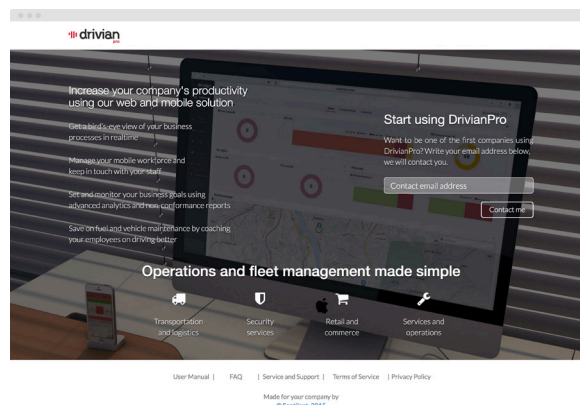 drivian
pro
Increase your company's productivity
using our web and mobile solution
Get a bird's-eye view of your business
processes in realtime
Manage your mobile workforce and
keep in touch with your staff
Set and monitor your business goals using
advanced analytics and non-conformance reports
Save on fuel and vehicle maintenance by coaching
your employees on driving better
Start using DrivianPro
Want to be one of the first companies using
DrivianPro? Write your email address below,
we will contact you.
Contact email address
Contact me
Operations and fleet management made simple
Transportation
and logistics
Security
services
Retail and
commerce
Services and
operations
User Manual | FAQ | Service and Support | Terms of Service | Privacy Policy
Made for your company by